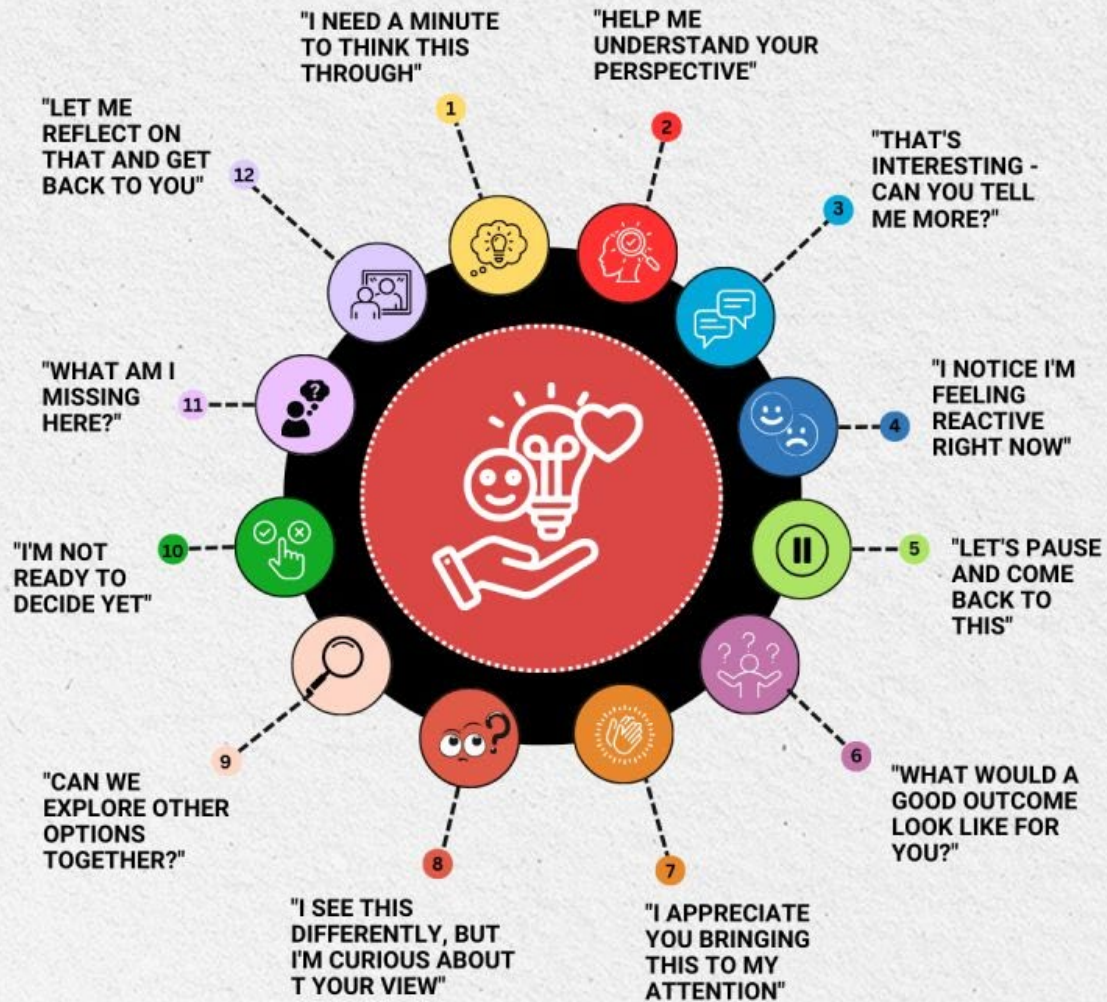 1
"I NEED A MINUTE
TO THINK THIS
THROUGH"
2
"HELP ME
UNDERSTAND YOUR
PERSPECTIVE"
3
"THAT'S
INTERESTING -
CAN YOU TELL
ME MORE?"
4
"I NOTICE I'M
FEELING
REACTIVE
RIGHT NOW"
5
"LET'S PAUSE
AND COME
BACK TO
THIS"
6
"WHAT WOULD A
GOOD OUTCOME
LOOK LIKE FOR
YOU?"
7
"I APPRECIATE
YOU BRINGING
THIS TO MY
ATTENTION"
8
"I SEE THIS
DIFFERENTLY, BUT
I'M CURIOUS ABOUT
T YOUR VIEW"
9
"CAN WE
EXPLORE OTHER
OPTIONS
TOGETHER?"
10
"I'M NOT
READY TO
DECIDE YET"
11
"WHAT AM I
MISSING
HERE?"
12
"LET ME
REFLECT ON
THAT AND GET
BACK TO YOU"